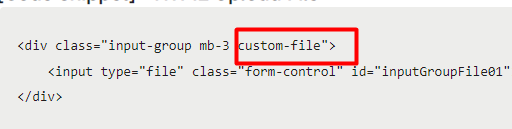 <div class="input-group mb-3 custom-file">
<input type="file" class="form-control" id="inputGroupFile01"
</div>